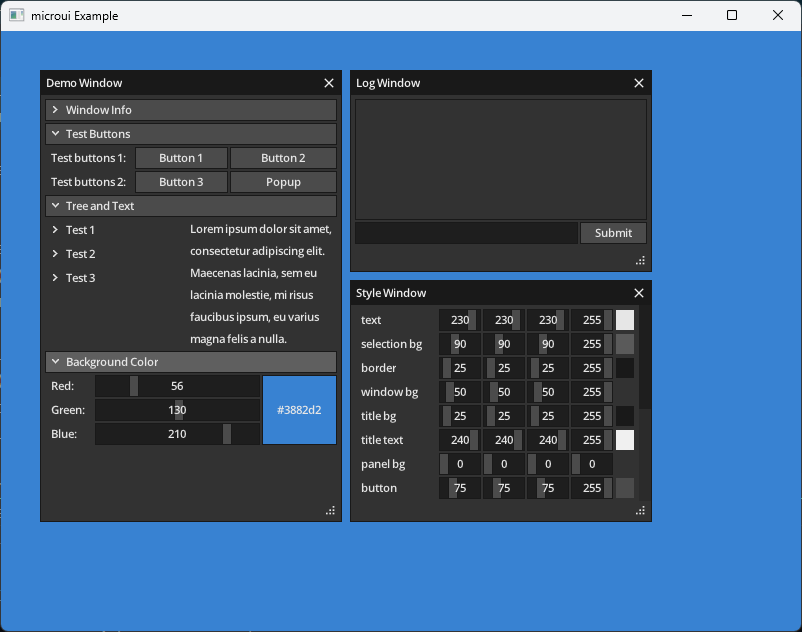 microui Example
Demo Window
Window Info
Test Buttons
Test buttons 1: Button 1 Button 2
Test buttons 2: Button 3 Popup
Tree and Text
Test 1
Test 2
Test 3
Lorem ipsum dolor sit amet,
consectetur adipiscing elit.
Maecenas lacinia, sem eu
lacinia molestie, mi risus
faucibus ipsum, eu varius
magna felis a nulla.
Background Color
Red: 56
Green: 130
Blue: 210
#3882d2
Log Window
Submit
Style Window
text 230 230 230 255
selection bg 90 90 90 255
border 25 25 25 255
window bg 50 50 50 255
title bg 25 25 25 255
title text 240 240 240 255
panel bg 0 0 0 0
button 75 75 75 255